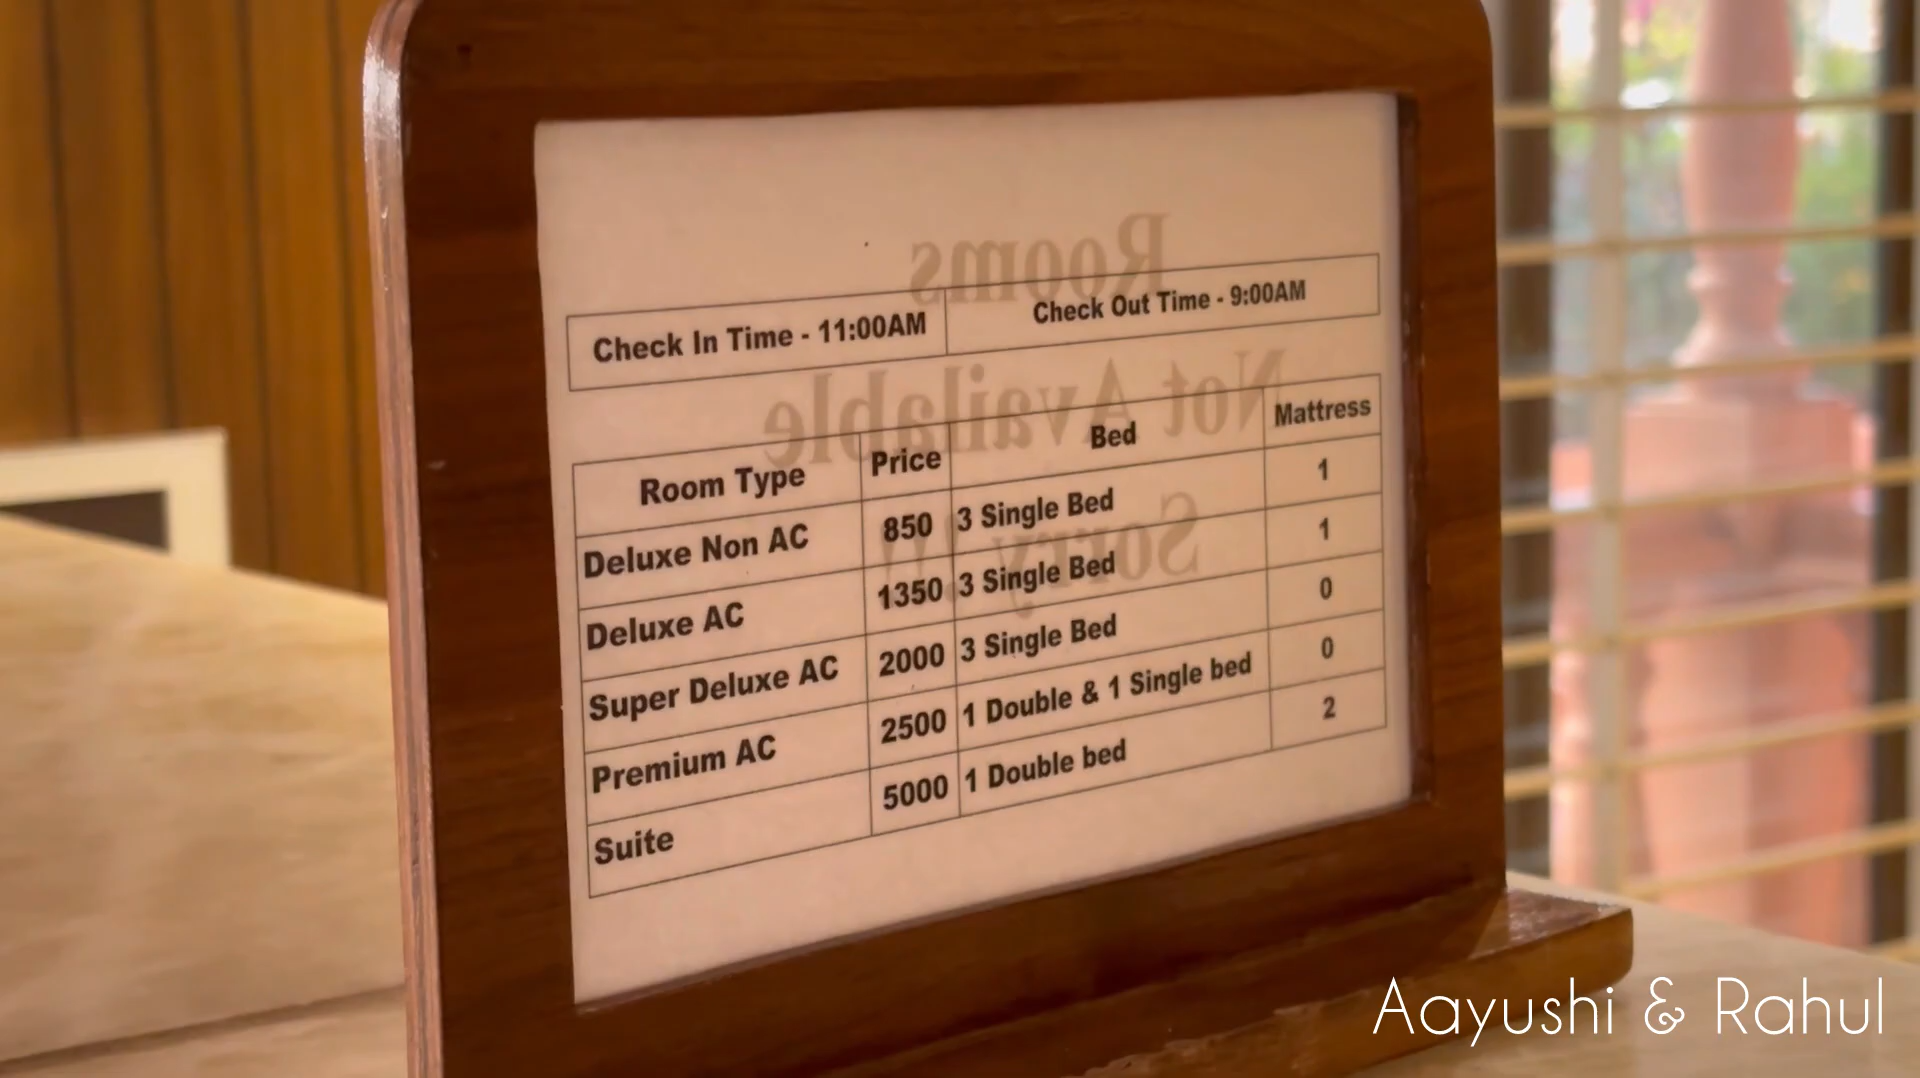 Rooms
Check In Time - 11:00AM Check Out Time - 9:00AM
Not Available
Room Type Price Bed Mattress
Deluxe Non AC 850 3 Single Bed 1
Sorry !!!
Deluxe AC 1350 3 Single Bed 1
Super Deluxe AC 2000 3 Single Bed 0
Premium AC 2500 1 Double & 1 Single bed 0
Suite 5000 1 Double bed 2
Aayushi & Rahul